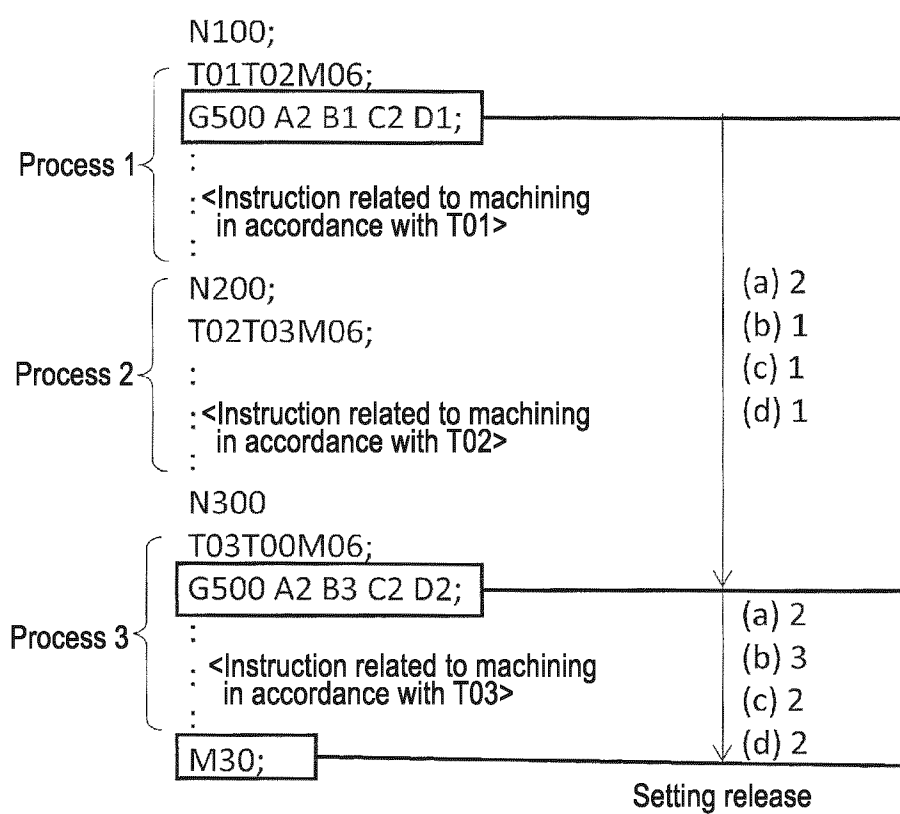 N100;
T01T02M06;
G500 A2 B1 C2 D1;
Process 1
:
: <Instruction related to machining
in accordance with T01>
:
N200;
T02T03M06;
Process 2
:
: <Instruction related to machining
in accordance with T02>
:
(a) 2
(b) 1
(c) 1
(d) 1
N300
T03T00M06;
G500 A2 B3 C2 D2;
Process 3
:
: <Instruction related to machining
in accordance with T03>
:
M30;
(a) 2
(b) 3
(c) 2
(d) 2
Setting release